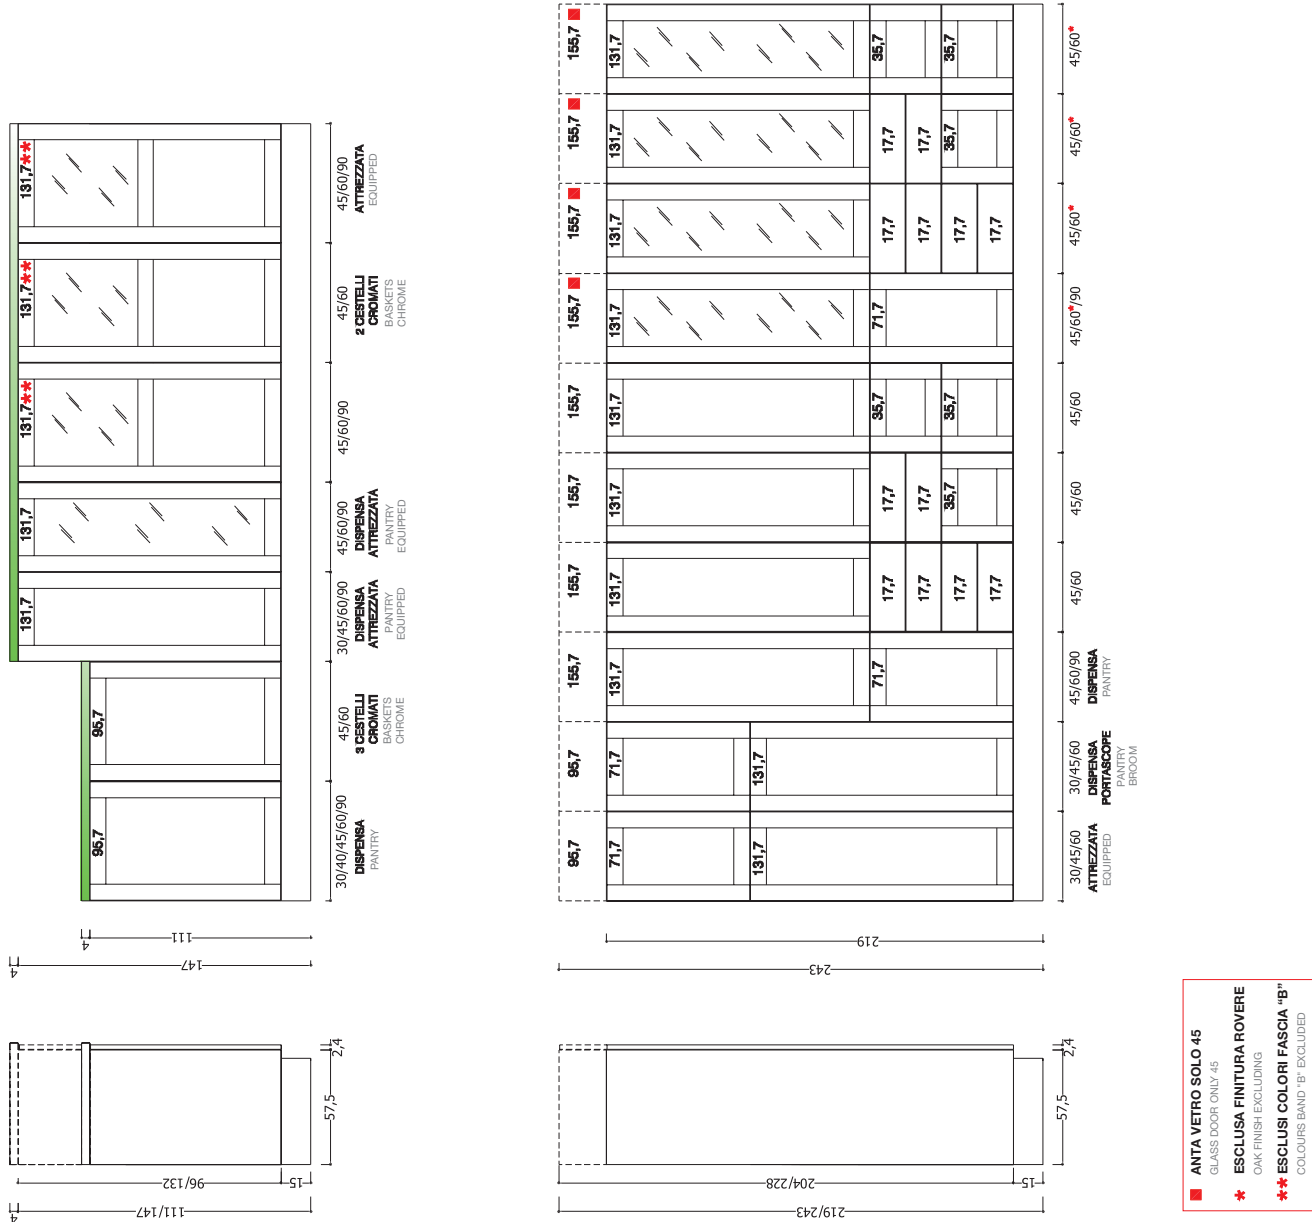 131,7**
131,7**
131,7**
131,7
131,7
95,7
95,7
45/60/90
ATTREZZATA
EQUIPPED
45/60
2 CESTELLI
CROMATI
BASKETS
CHROME
45/60/90
45/60/90
DISPENSA
ATTREZZATA
PANTRY
EQUIPPED
30/45/60/90
DISPENSA
ATTREZZATA
PANTRY
EQUIPPED
45/60
3 CESTELLI
CROMATI
BASKETS
CHROME
30/40/45/60/90
DISPENSA
PANTRY
4
111
4
147
2,4
57,5
96/132
15
4
111/147
155,7
131,7
35,7
35,7
45/60*
155,7
131,7
17,7
17,7
35,7
45/60*
155,7
131,7
17,7
17,7
17,7
17,7
45/60*
155,7
131,7
71,7
45/60*/90
155,7
131,7
35,7
35,7
45/60
155,7
131,7
17,7
17,7
35,7
45/60
155,7
131,7
17,7
17,7
17,7
17,7
45/60
155,7
131,7
71,7
45/60/90
DISPENSA
PANTRY
95,7
71,7
131,7
30/45/60
DISPENSA
PORTASCOPE
PANTRY
BROOM
95,7
71,7
131,7
30/45/60
ATTREZZATA
EQUIPPED
219
243
2,4
57,5
204/228
15
219/243
ANTA VETRO SOLO 45
GLASS DOOR ONLY 45
* ESCLUSA FINITURA ROVERE
OAK FINISH EXCLUDING
** ESCLUSI COLORI FASCIA “B”
COLOURS BAND "B" EXCLUDED